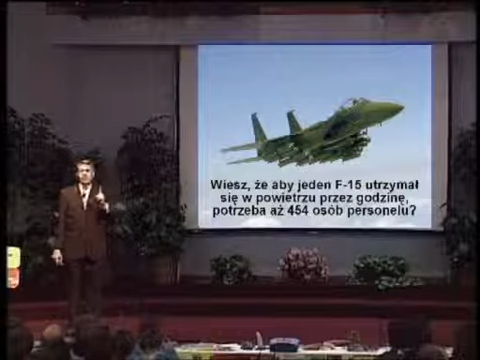 Wiesz, że aby jeden F-15 utrzymał
się w powietrzu przez godzinę,
potrzeba aż 454 osób personelu?